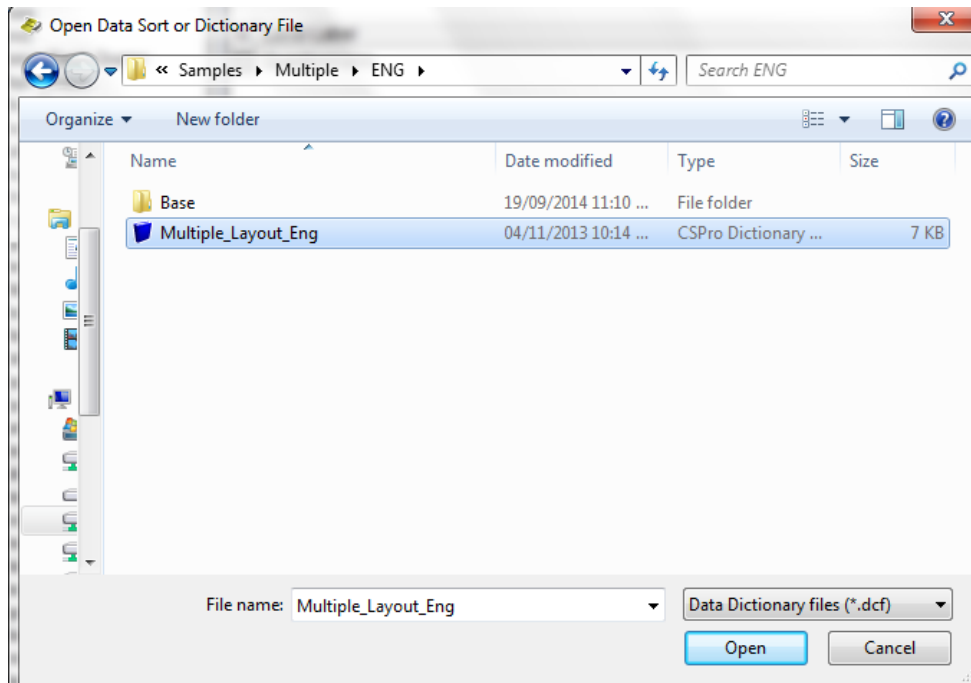 Open Data Sort or Dictionary File
« Samples Multiple ENG
Search ENG
Organize New folder
Name Date modified Type Size
Base 19/09/2014 11:10 ... File folder
Multiple_Layout_Eng 04/11/2013 10:14 ... CSPro Dictionary ... 7 KB
File name: Multiple_Layout_Eng Data Dictionary files (*.dcf)
Open Cancel